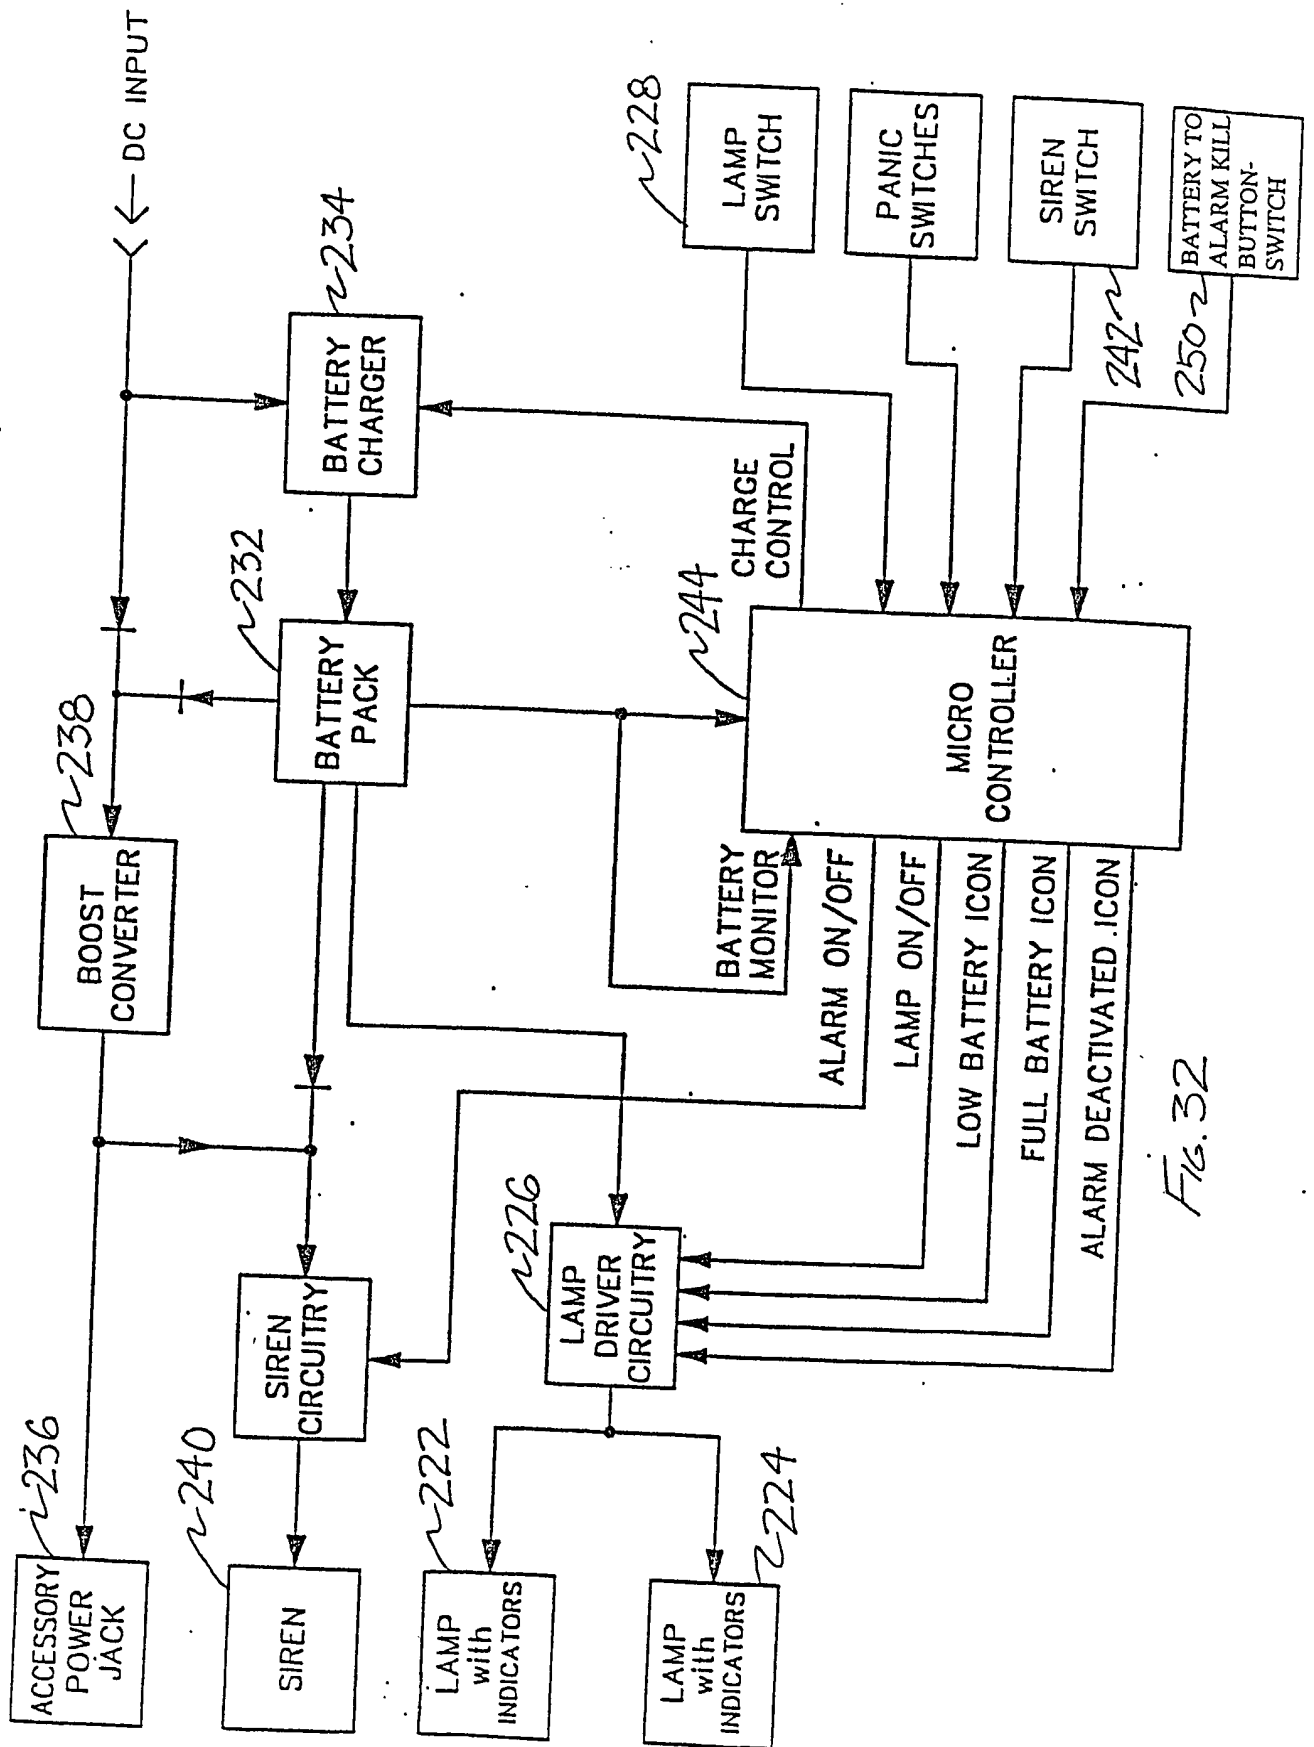 ACCESSORY
POWER
JACK
236
BOOST
CONVERTER
238
DC INPUT
SIREN
240
SIREN
CIRCUITRY
BATTERY
PACK
232
BATTERY
CHARGER
234
LAMP
with
INDICATORS
222
LAMP
DRIVER
CIRCUITRY
226
LAMP
with
INDICATORS
224
BATTERY
MONITOR
ALARM ON/OFF
LAMP ON/OFF
LOW BATTERY ICON
FULL BATTERY ICON
ALARM DEACTIVATED.ICON
MICRO
CONTROLLER
244
CHARGE
CONTROL
LAMP
SWITCH
228
PANIC
SWITCHES
SIREN
SWITCH
242
BATTERY TO
ALARM KILL
BUTTON-
SWITCH
250
FIG. 32